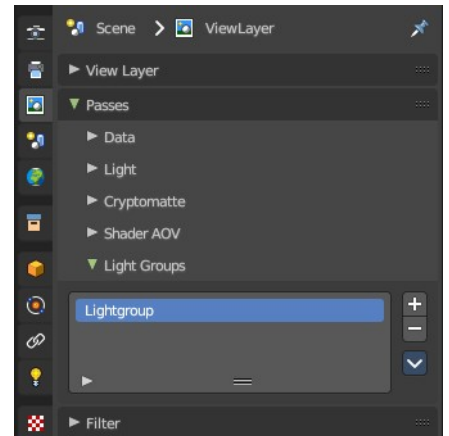 Scene ViewLayer
View Layer
Passes
Data
Light
Cryptomatte
Shader AOV
Light Groups
Lightgroup
Filter